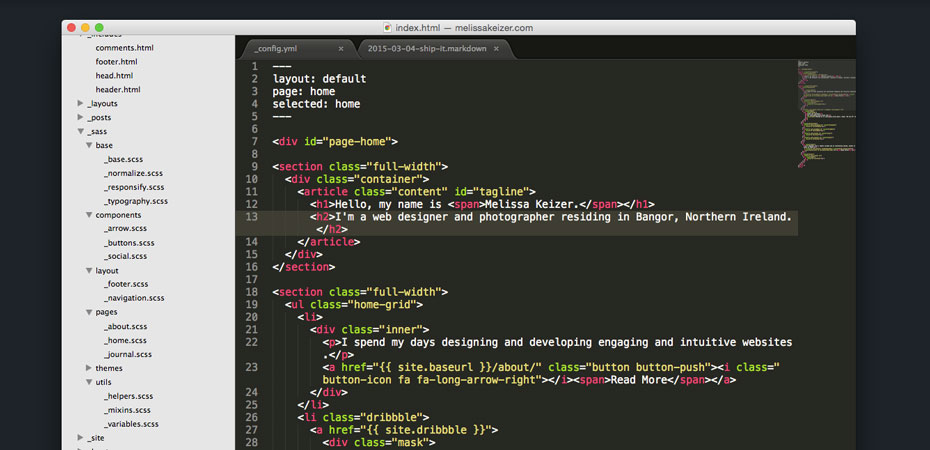 index.html — melissakeizer.com
_includes
comments.html
footer.html
head.html
header.html
_layouts
_posts
_sass
base
_base.scss
_normalize.scss
_responsify.scss
_typography.scss
components
_arrow.scss
_buttons.scss
_social.scss
layout
_footer.scss
_navigation.scss
pages
_about.scss
_home.scss
_journal.scss
themes
utils
_helpers.scss
_mixins.scss
_variables.scss
_site
_config.yml ×
2015-03-04-ship-it.markdown ×
1 ---
2 layout: default
3 page: home
4 selected: home
5 ---
6
7 <div id="page-home">
8
9 <section class="full-width">
10 <div class="container">
11 <article class="content" id="tagline">
12 <h1>Hello, my name is <span>Melissa Keizer.</span></h1>
13 <h2>I'm a web designer and photographer residing in Bangor, Northern Ireland.
</h2>
14 </article>
15 </div>
16 </section>
17
18 <section class="full-width">
19 <ul class="home-grid">
20 <li>
21 <div class="inner">
22 <p>I spend my days designing and developing engaging and intuitive websites
.</p>
23 <a href="{{ site.baseurl }}/about/" class="button button-push"><i class="
button-icon fa fa-long-arrow-right"></i><span>Read More</span></a>
24 </div>
25 </li>
26 <li class="dribbble">
27 <a href="{{ site.dribbble }}">
28 <div class="mask">